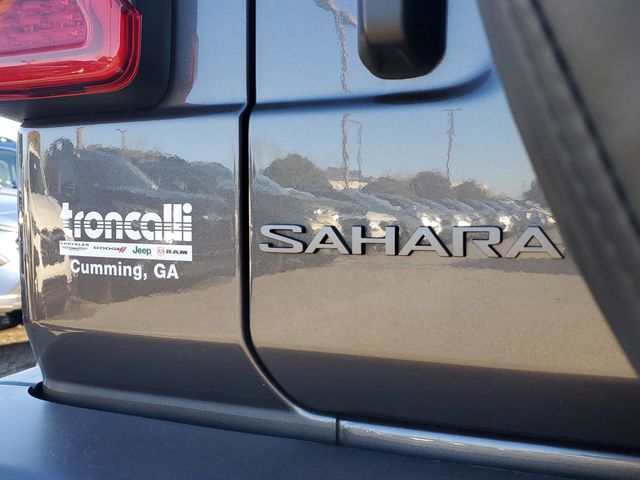 troncalli
CHRYSLER DODGE Jeep RAM
Cumming, GA
SAHARA